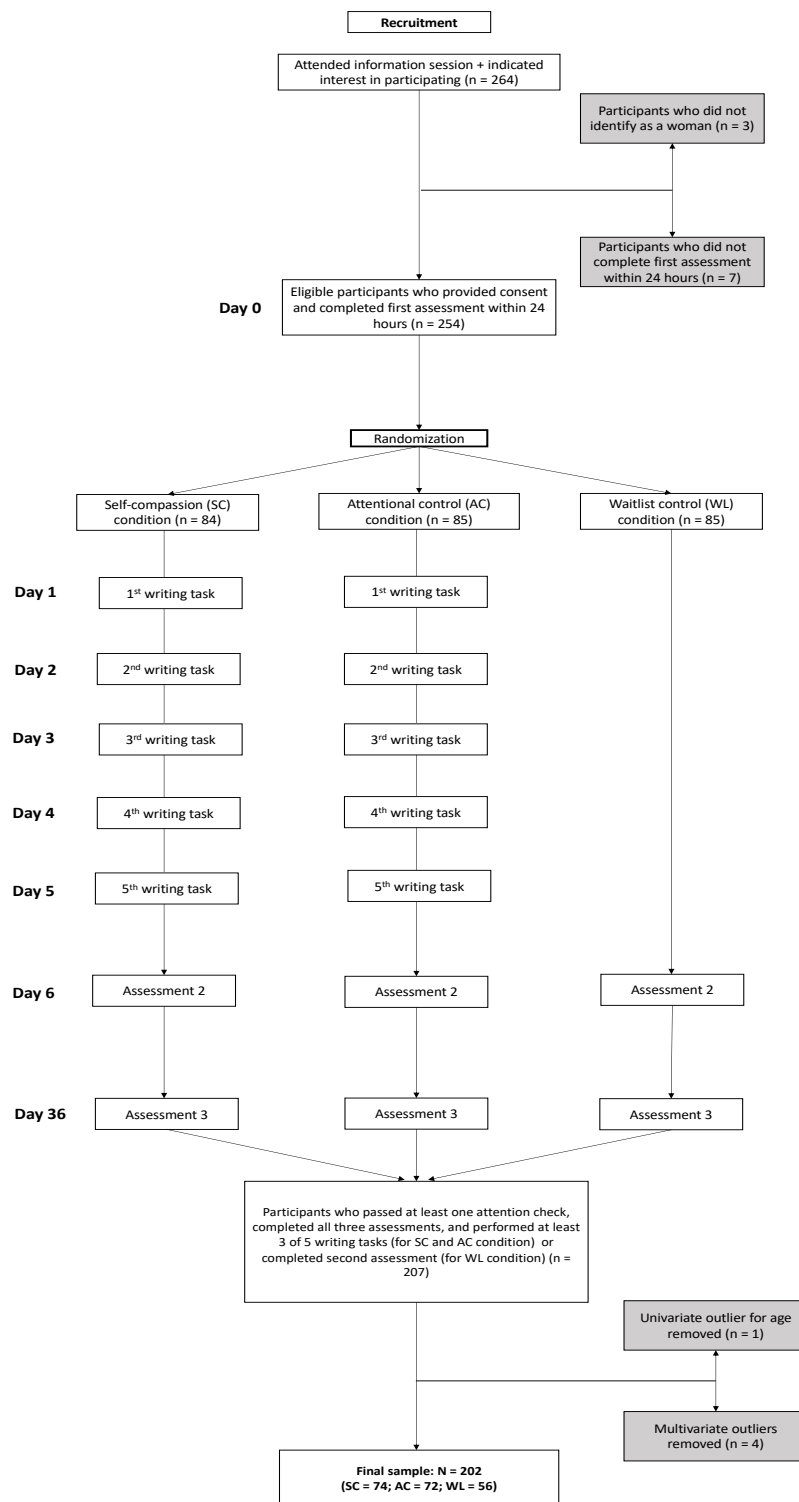 Recruitment
Attended information session + indicated
interest in participating (n = 264)
Participants who did not
identify as a woman (n = 3)
Participants who did not
complete first assessment
within 24 hours (n = 7)
Day 0
Eligible participants who provided consent
and completed first assessment within 24
hours (n = 254)
Randomization
Self-compassion (SC)
condition (n = 84)
Attentional control (AC)
condition (n = 85)
Waitlist control (WL)
condition (n = 85)
Day 1
1st writing task
1st writing task
Day 2
2nd writing task
2nd writing task
Day 3
3rd writing task
3rd writing task
Day 4
4th writing task
4th writing task
Day 5
5th writing task
5th writing task
Day 6
Assessment 2
Assessment 2
Assessment 2
Day 36
Assessment 3
Assessment 3
Assessment 3
Participants who passed at least one attention check,
completed all three assessments, and performed at least
3 of 5 writing tasks (for SC and AC condition) or
completed second assessment (for WL condition) (n =
207)
Univariate outlier for age
removed (n = 1)
Multivariate outliers
removed (n = 4)
Final sample: N = 202
(SC = 74; AC = 72; WL = 56)